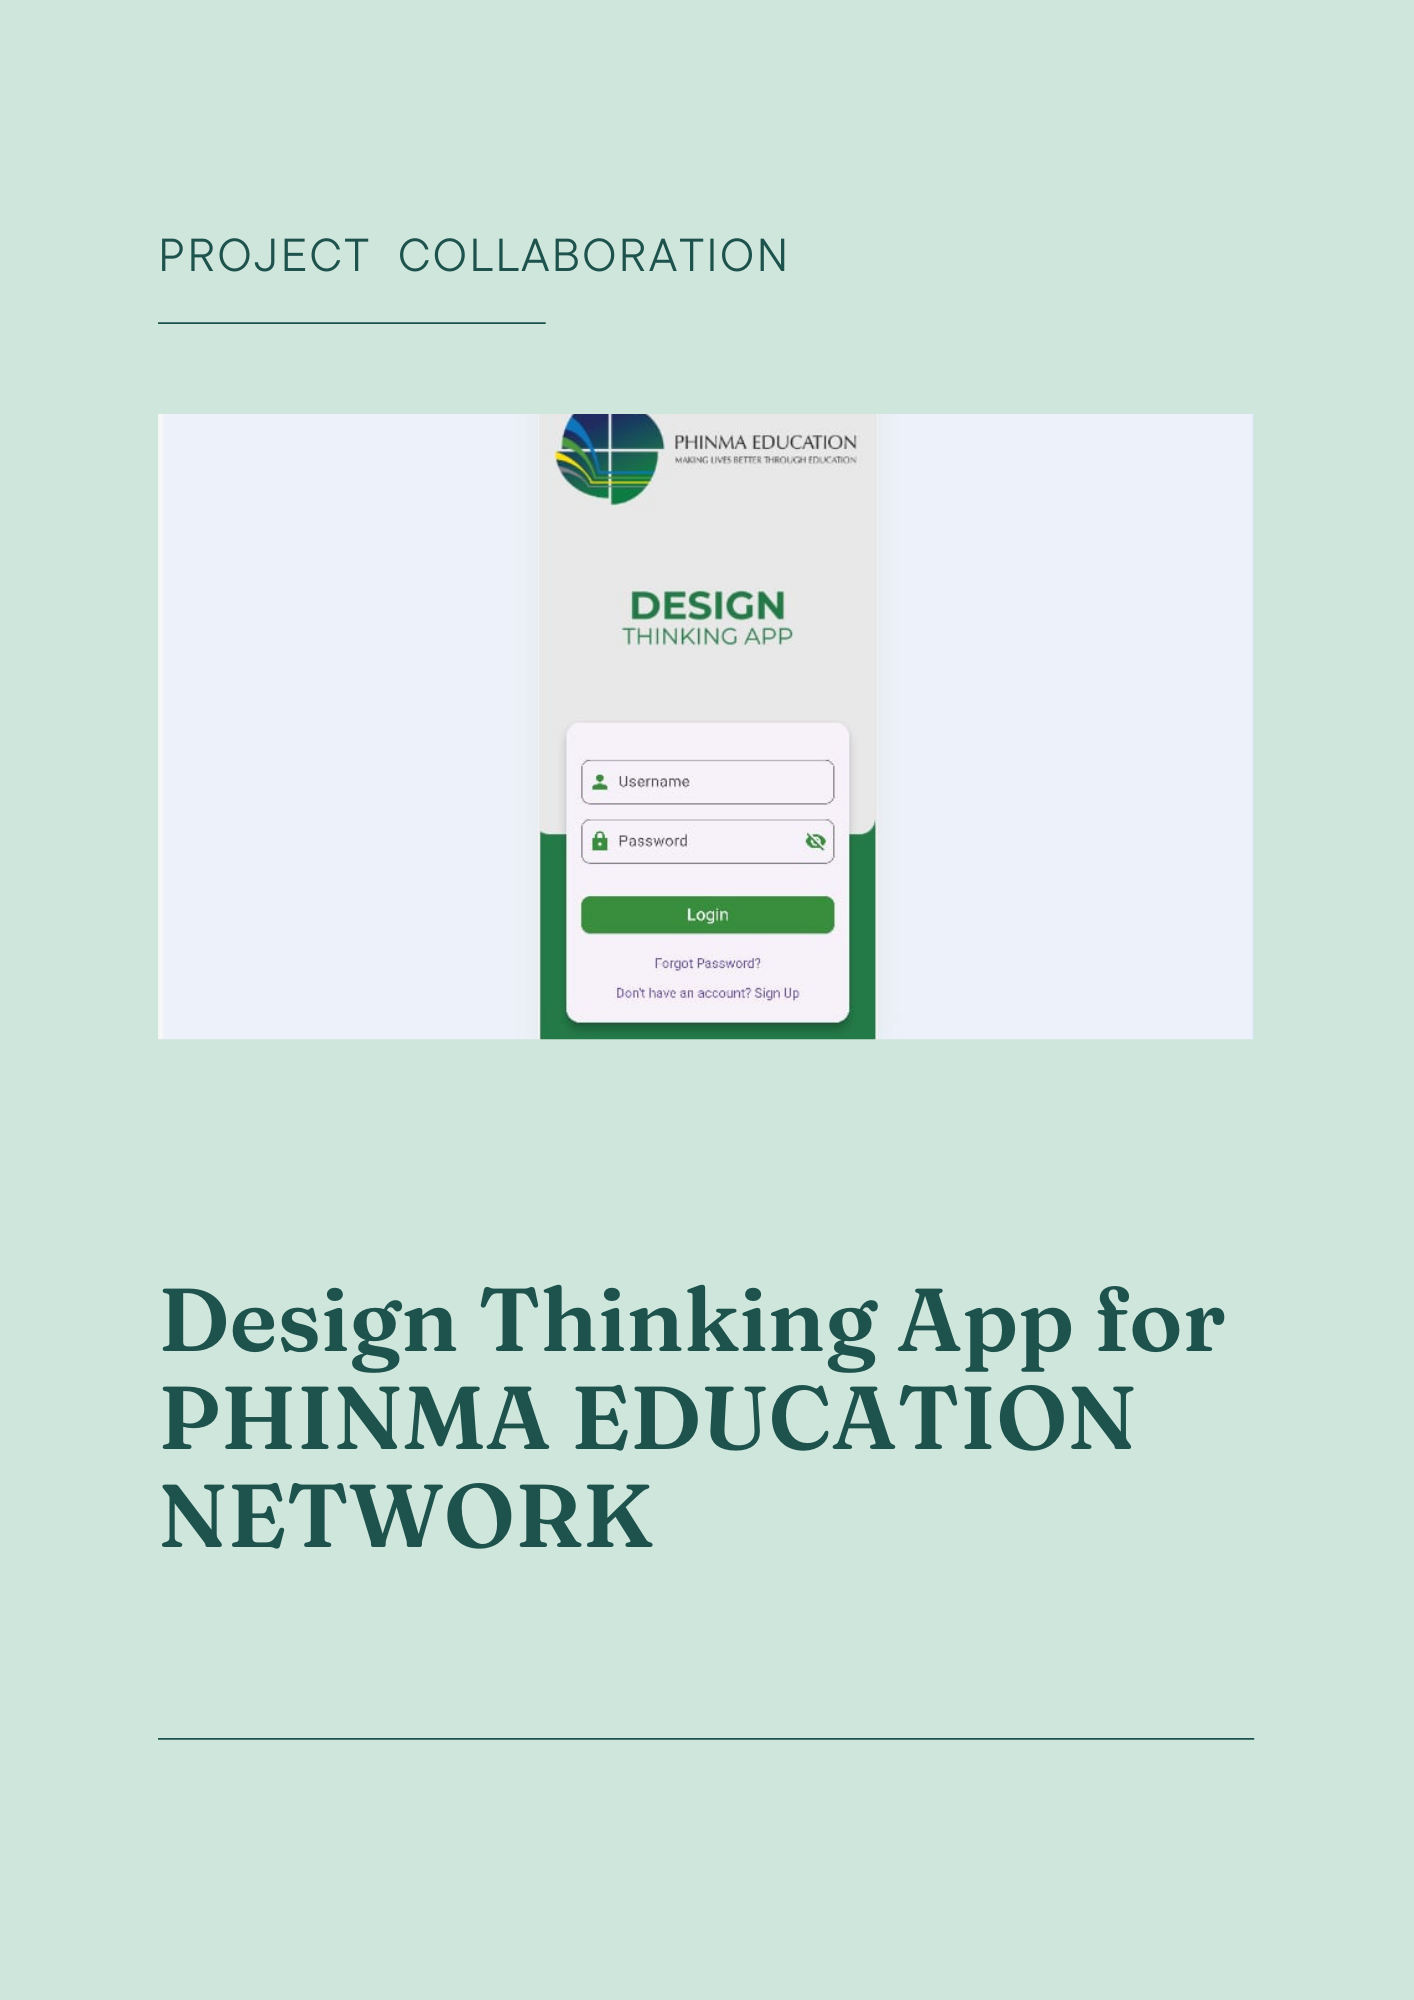 PROJECT COLLABORATION
PHINMA EDUCATION
MAKING LIVES BETTER THROUGH EDUCATION
DESIGN
THINKING APP
Username
Password
Login
Forgot Password?
Don't have an account? Sign Up
Design Thinking App for
PHINMA EDUCATION
NETWORK